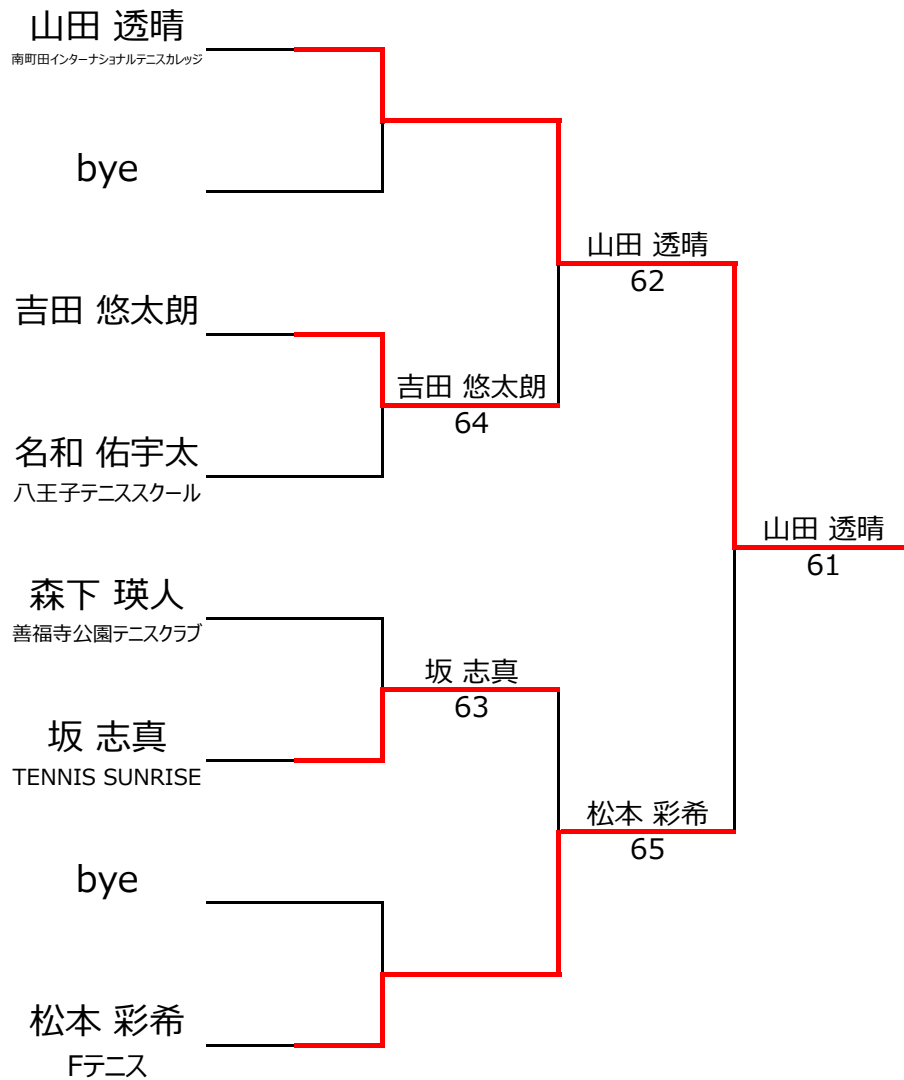 山田 透晴
南町田インターナショナルテニスカレッジ
bye
山田 透晴
62
吉田 悠太朗
吉田 悠太朗
64
名和 佑宇太
八王子テニススクール
山田 透晴
61
森下 瑛人
善福寺公園テニスクラブ
坂 志真
63
坂 志真
TENNIS SUNRISE
松本 彩希
65
bye
松本 彩希
Fテニス